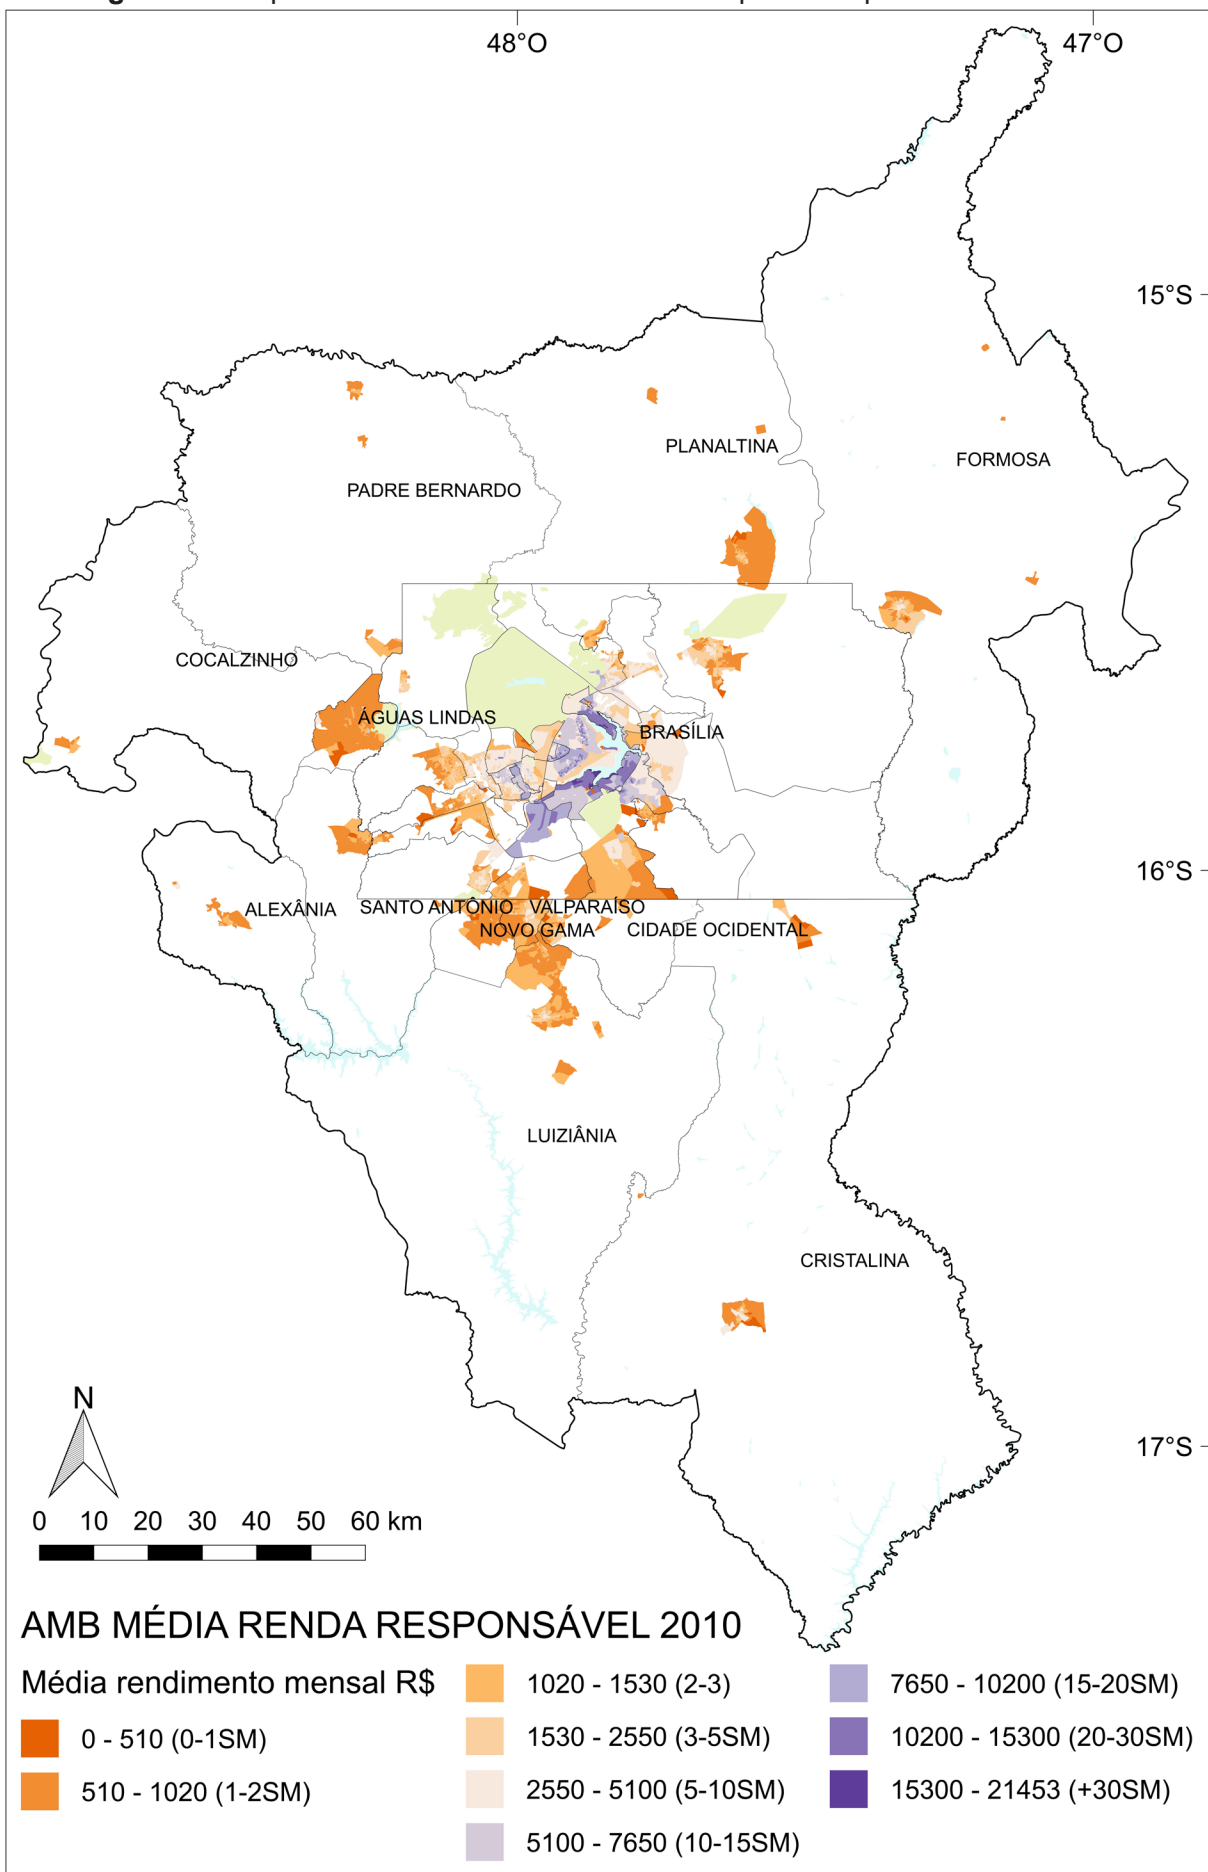 48°O
47°O
15°S
PLANALTINA
FORMOSA
PADRE BERNARDO
COCALZINHO
ÁGUAS LINDAS
BRASÍLIA
16°S
ALEXÂNIA
SANTO ANTÔNIO
VALPARAÍSO
NOVO GAMA
CIDADE OCIDENTAL
LUIZIÂNIA
CRISTALINA
N
17°S
0 10 20 30 40 50 60 km
AMB MÉDIA RENDA RESPONSÁVEL 2010
Média rendimento mensal R$
0 - 510 (0-1SM)
510 - 1020 (1-2SM)
1020 - 1530 (2-3)
1530 - 2550 (3-5SM)
2550 - 5100 (5-10SM)
5100 - 7650 (10-15SM)
7650 - 10200 (15-20SM)
10200 - 15300 (20-30SM)
15300 - 21453 (+30SM)